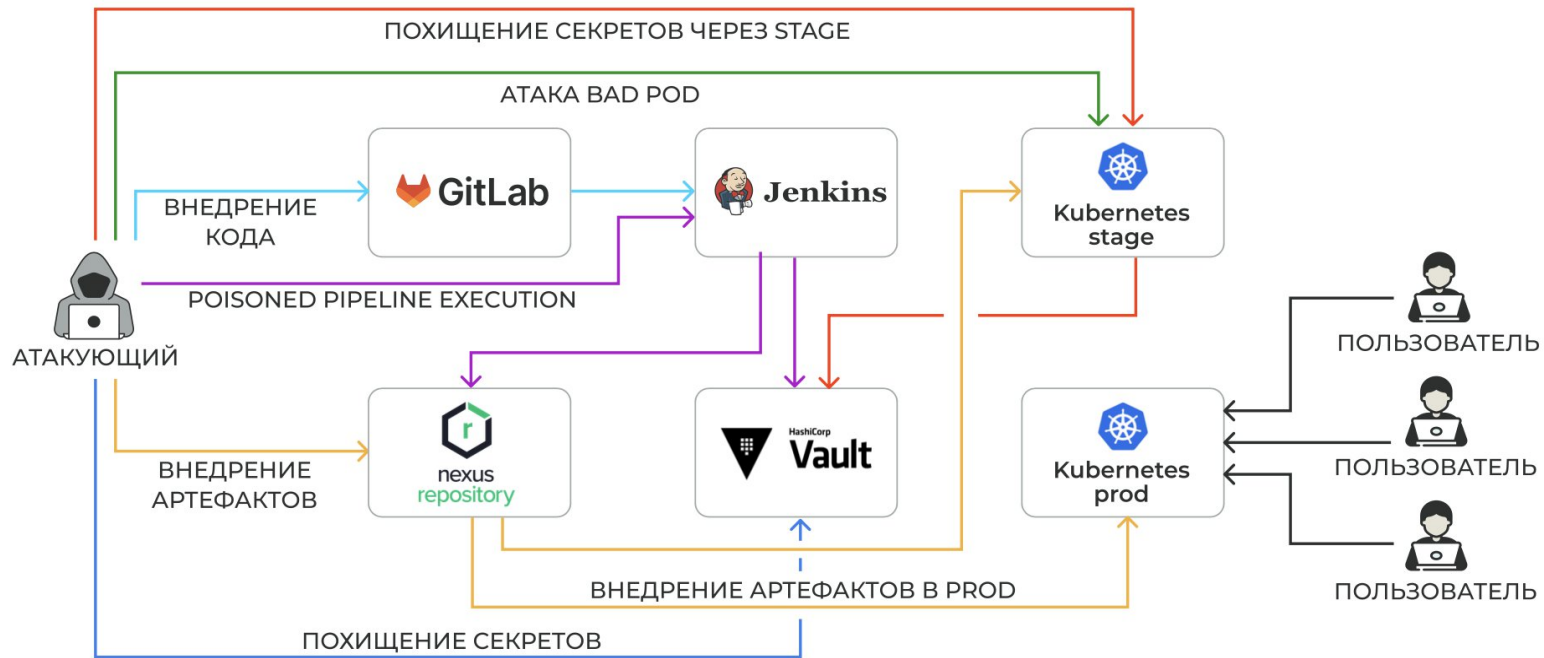 ПОХИЩЕНИЕ СЕКРЕТОВ ЧЕРЕЗ STAGE
АТАКА BAD POD
GitLab
Jenkins
Kubernetes
stage
ВНЕДРЕНИЕ
КОДА
POISONED PIPELINE EXECUTION
АТАКУЮЩИЙ
ПОЛЬЗОВАТЕЛЬ
r
nexus
repository
HashiCorp
Vault
Kubernetes
prod
ПОЛЬЗОВАТЕЛЬ
ВНЕДРЕНИЕ
АРТЕФАКТОВ
ВНЕДРЕНИЕ АРТЕФАКТОВ В PROD
ПОЛЬЗОВАТЕЛЬ
ПОХИЩЕНИЕ СЕКРЕТОВ